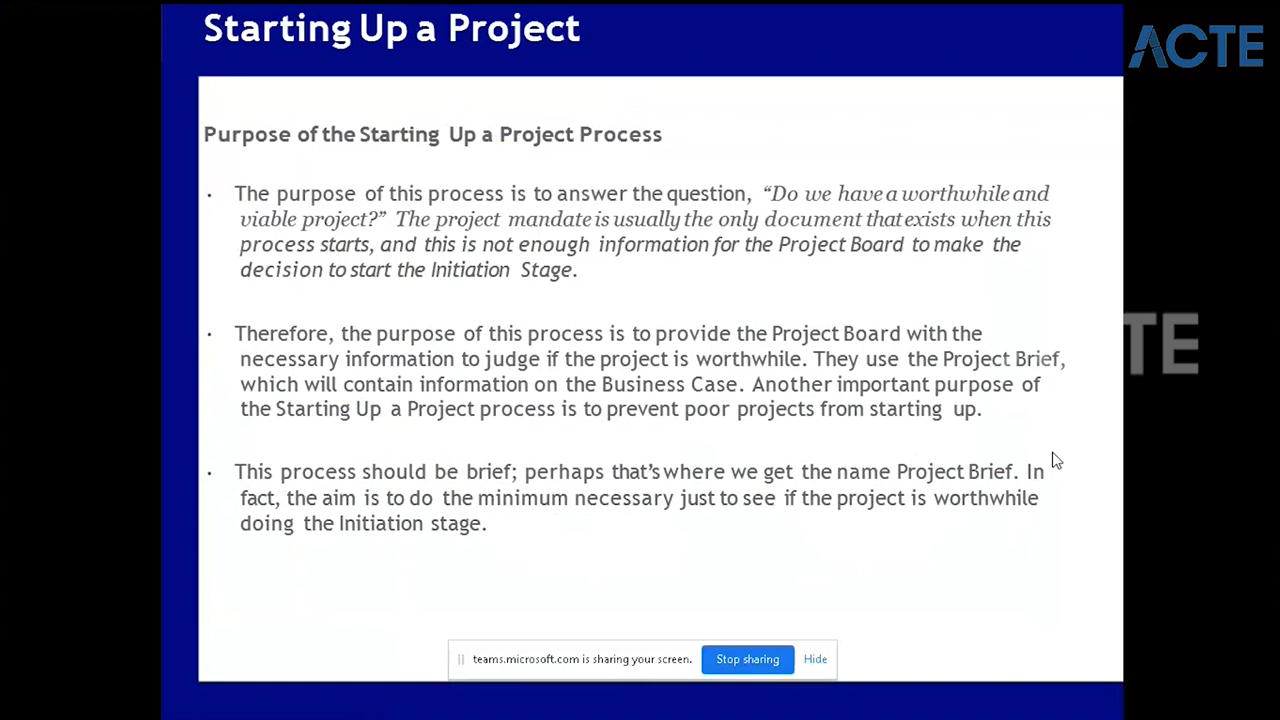 Starting Up a Project
ACTE
Purpose of the Starting Up a Project Process
· The purpose of this process is to answer the question, “Do we have a worthwhile and
viable project?” The project mandate is usually the only document that exists when this
process starts, and this is not enough information for the Project Board to make the
decision to start the Initiation Stage.
· Therefore, the purpose of this process is to provide the Project Board with the
necessary information to judge if the project is worthwhile. They use the Project Brief,
which will contain information on the Business Case. Another important purpose of
the Starting Up a Project process is to prevent poor projects from starting up.
TE
· This process should be brief; perhaps that’s where we get the name Project Brief. In
fact, the aim is to do the minimum necessary just to see if the project is worthwhile
doing the Initiation stage.
teams.microsoft.com is sharing your screen. Stop sharing Hide